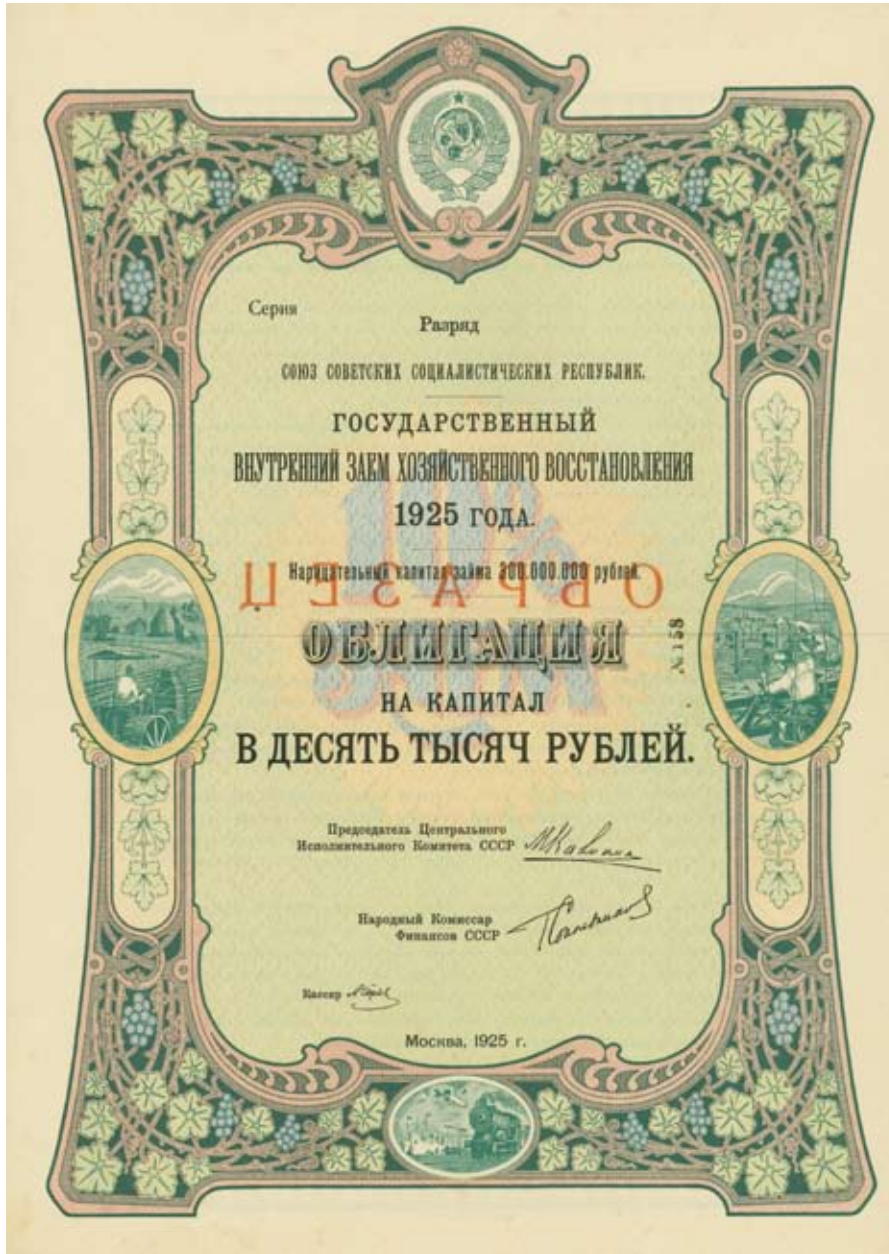 Серия
Разряд
СОЮЗ СОВЕТСКИХ СОЦИАЛИСТИЧЕСКИХ РЕСПУБЛИК.
ГОСУДАРСТВЕННЫЙ
ВНУТРЕННИЙ ЗАЕМ ХОЗЯЙСТВЕННОГО ВОССТАНОВЛЕНИЯ
1925 ГОДА.
10%
Нарицательный капитал займа 300.000.000 рублей.
ОБРАЗЕЦ
ОБЛИГАЦИЯ
ЗАЕМ
№ 158
НА КАПИТАЛ
В ДЕСЯТЬ ТЫСЯЧ РУБЛЕЙ.
Председатель Центрального
Исполнительного Комитета СССР
Народный Комиссар
Финансов СССР
Кассир
Москва, 1925 г.